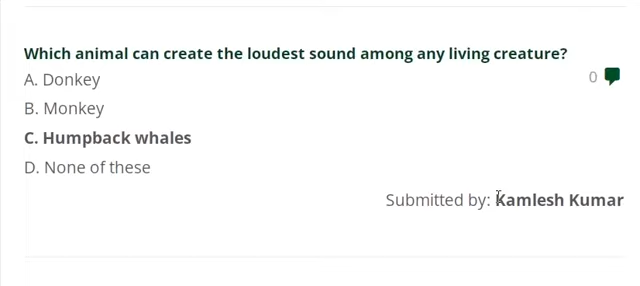 Which animal can create the loudest sound among any living creature?
A. Donkey
0
B. Monkey
C. Humpback whales
D. None of these
Submitted by: Kamlesh Kumar